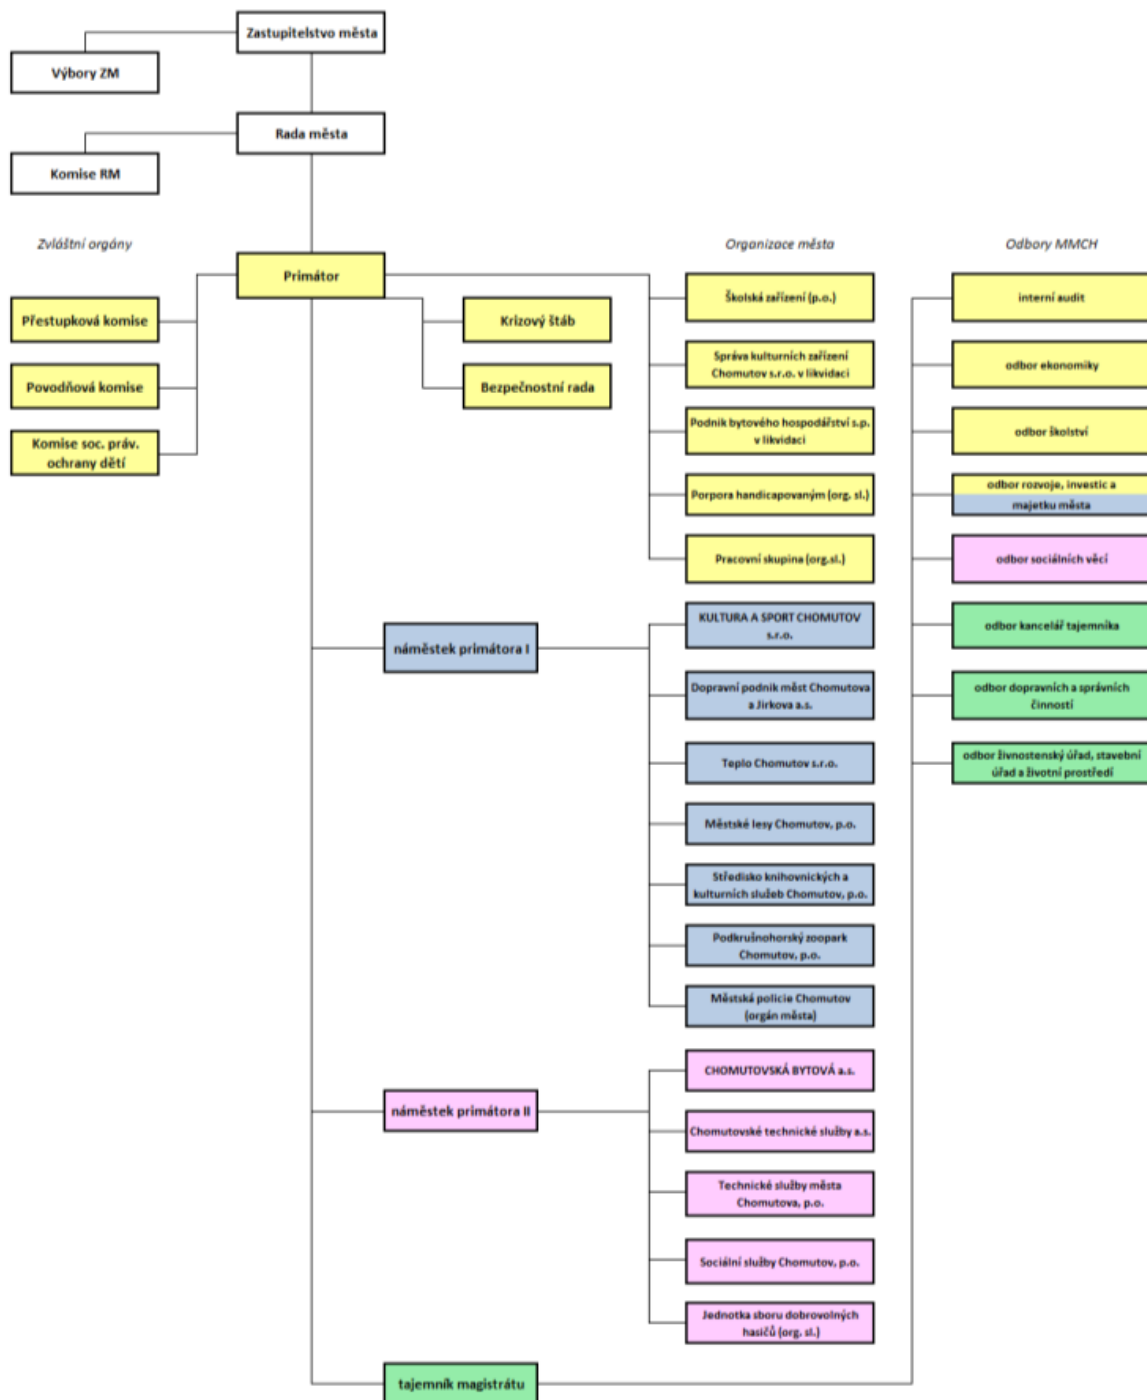 Zastupitelstvo města
Výbory ZM
Rada města
Komise RM
Zvláštní orgány
Organizace města
Odbory MMCH
Primátor
Přestupková komise
Povodňová komise
Komise soc. práv.
ochrany dětí
Krizový štáb
Bezpečnostní rada
Školská zařízení (p.o.)
Správa kulturních zařízení
Chomutov s.r.o. v likvidaci
Podnik bytového hospodářství s.p.
v likvidaci
Porpora handicapovaným (org. sl.)
Pracovní skupina (org.sl.)
interní audit
odbor ekonomiky
odbor školství
odbor rozvoje, investic a
majetku města
odbor sociálních věcí
odbor kancelář tajemníka
odbor dopravních a správních
činností
odbor živnostenský úřad, stavební
úřad a životní prostředí
náměstek primátora I
KULTURA A SPORT CHOMUTOV
s.r.o.
Dopravní podnik měst Chomutova
a Jirkova a.s.
Teplo Chomutov s.r.o.
Městské lesy Chomutov, p.o.
Středisko knihovnických a
kulturních služeb Chomutov, p.o.
Podkrušnohorský zoopark
Chomutov, p.o.
Městská policie Chomutov
(orgán města)
náměstek primátora II
CHOMUTOVSKÁ BYTOVÁ a.s.
Chomutovské technické služby a.s.
Technické služby města
Chomutova, p.o.
Sociální služby Chomutov, p.o.
Jednotka sboru dobrovolných
hasičů (org. sl.)
tajemník magistrátu